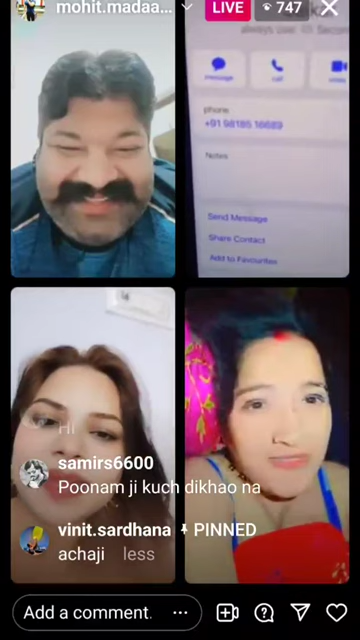 mohit.madaa...
LIVE
747
message
call
phone
Notes
Send Message
Share Contact
Add to Favourites
Hi
samirs6600
Poonam ji kuch dikhao na
vinit.sardhana PINNED
achaji less
Add a comment.